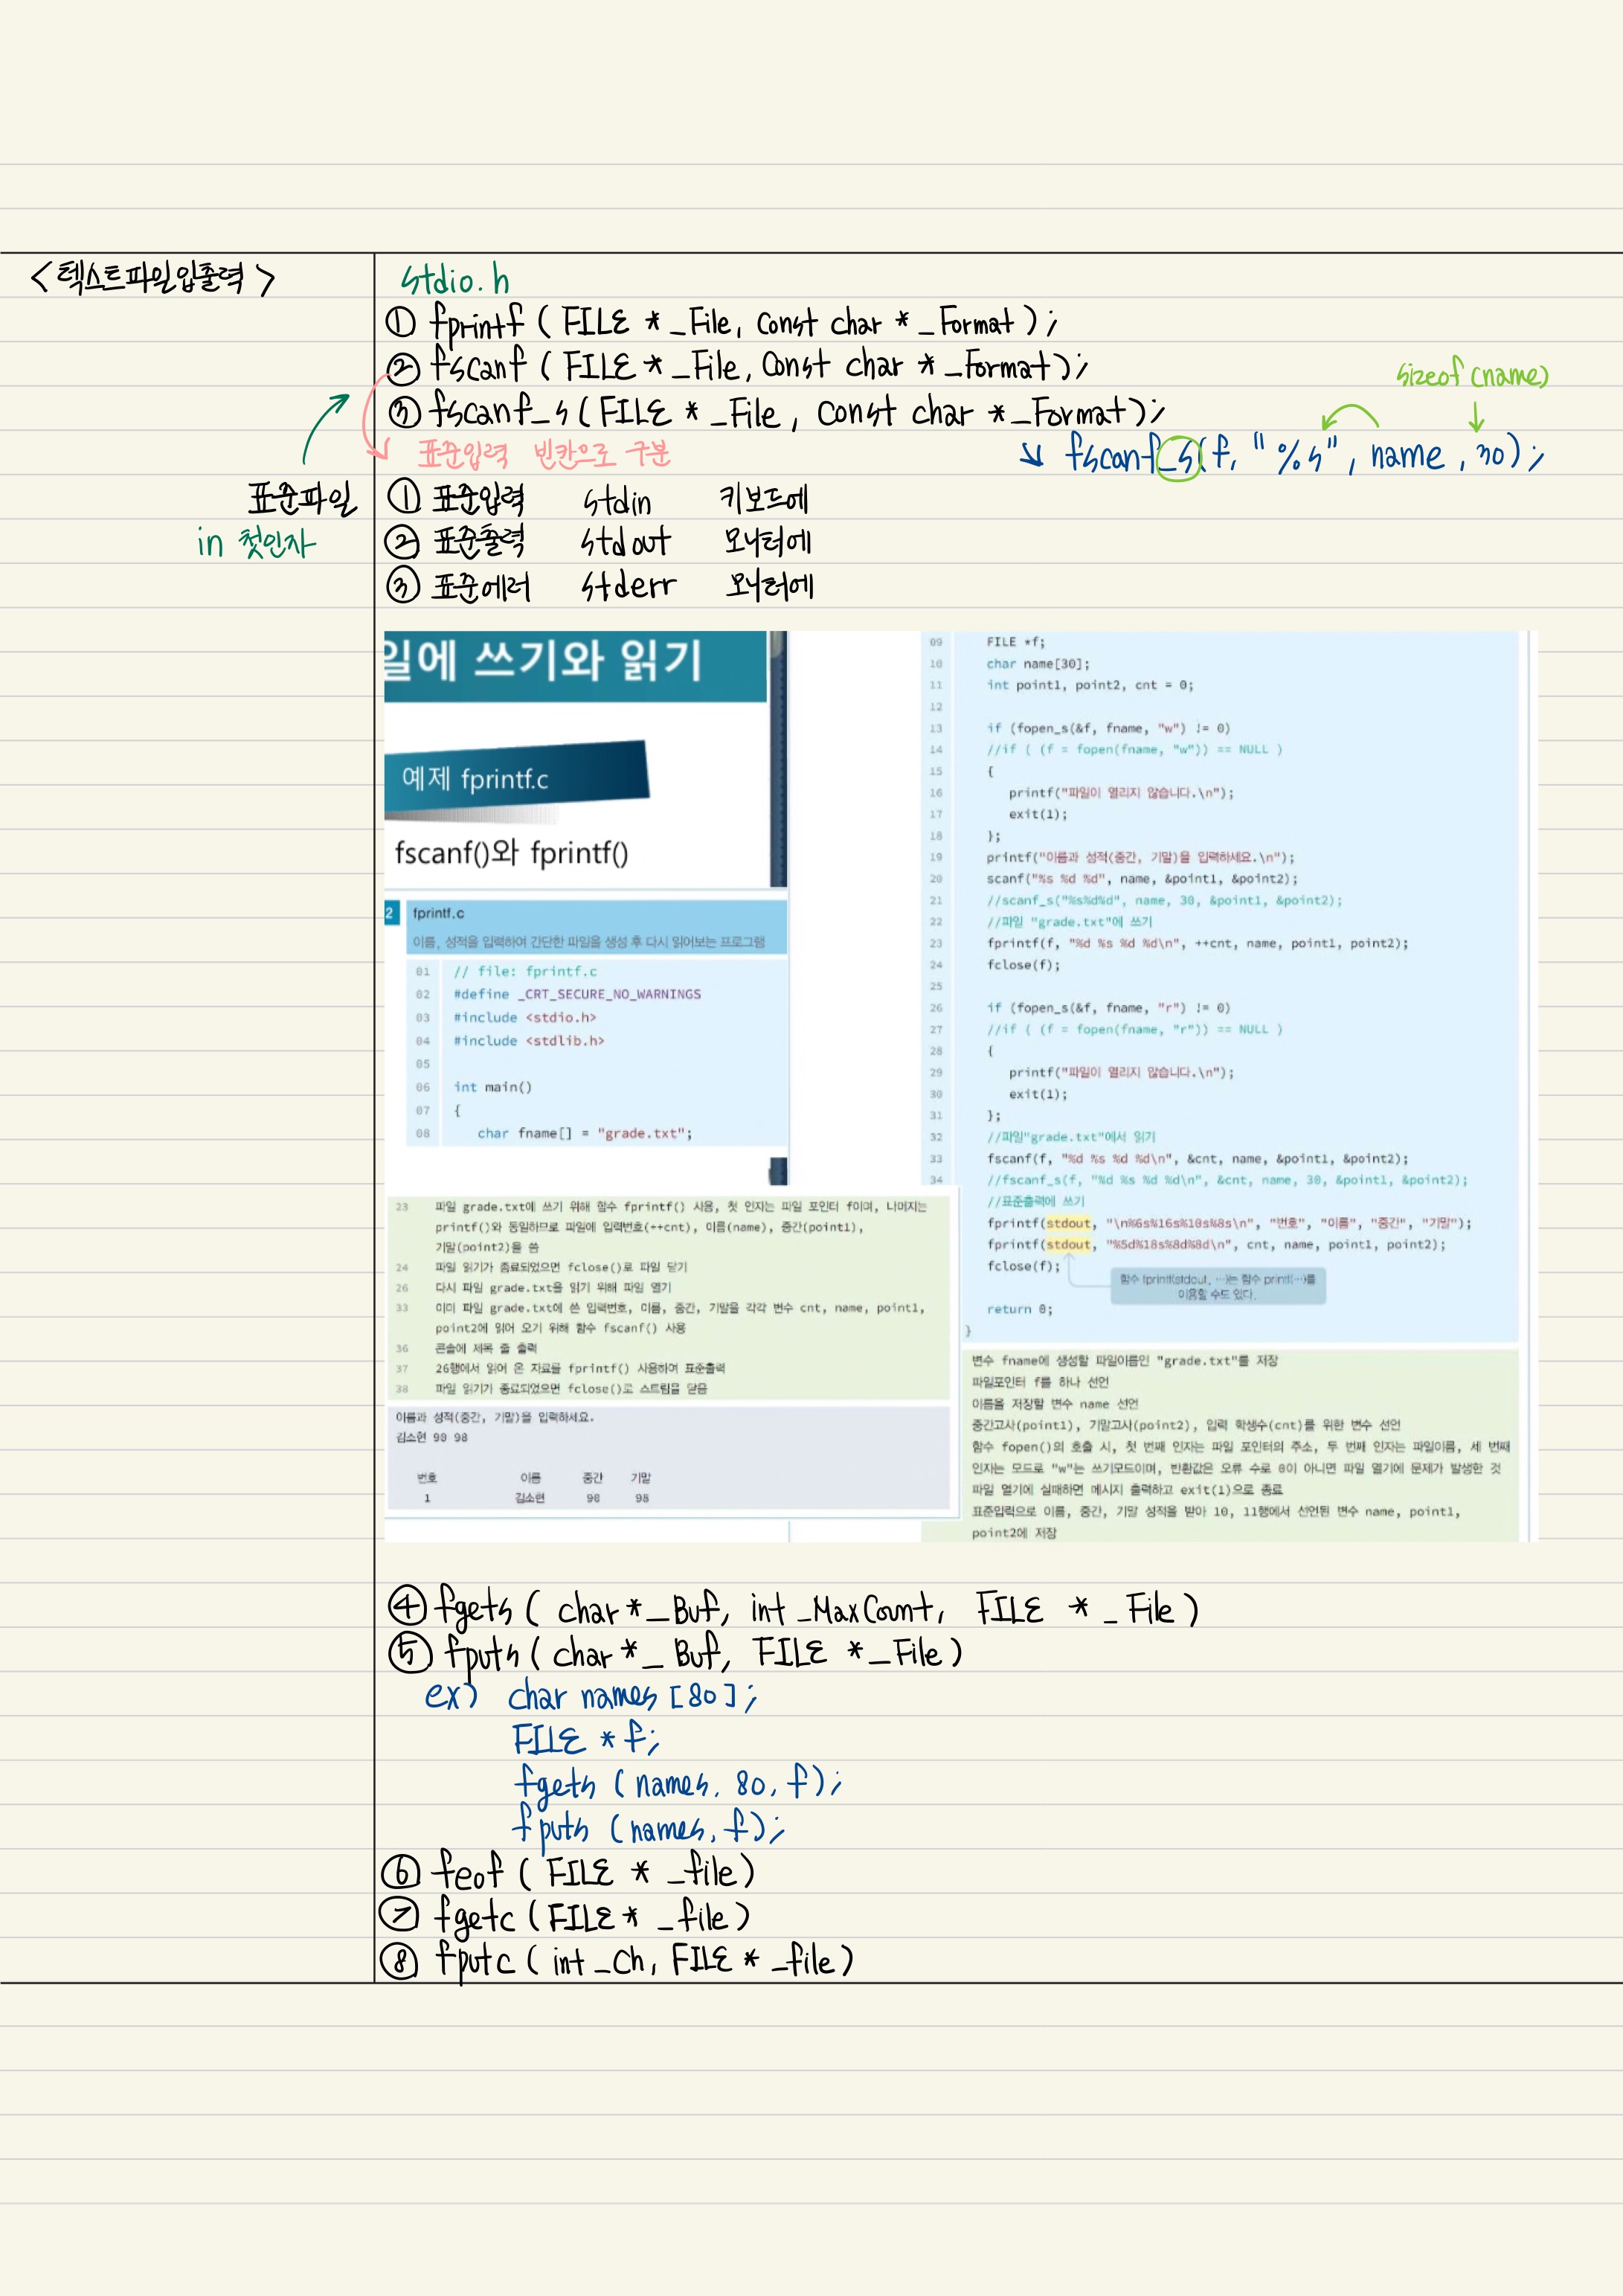 <텍스트파일입출력>
stdio.h
① fprintf ( FILE * _File, Const char * _Format );
② fscanf ( FILE * _File, Const char * _Format );
③ fscanf_s ( FILE * _File , Const char * _Format );
표준입력 빈칸으로 구분
sizeof (name)
↘ fscanf_s(f, "%s", name, 30);
표준파일
in 첫인자
① 표준입력 stdin 키보드에
② 표준출력 stdout 모니터에
③ 표준에러 stderr 모니터에
일에 쓰기와 읽기
예제 fprintf.c
fscanf()와 fprintf()
2 fprintf.c
이름, 성적을 입력하여 간단한 파일을 생성 후 다시 읽어보는 프로그램
01 // file: fprintf.c
02 #define _CRT_SECURE_NO_WARNINGS
03 #include <stdio.h>
04 #include <stdlib.h>
05
06 int main()
07 {
08 char fname[] = "grade.txt";
09 FILE *f;
10 char name[30];
11 int point1, point2, cnt = 0;
12
13 if (fopen_s(&f, fname, "w") != 0)
14 //if ( (f = fopen(fname, "w")) == NULL )
15 {
16 printf("파일이 열리지 않습니다.\n");
17 exit(1);
18 };
19 printf("이름과 성적(중간, 기말)을 입력하세요.\n");
20 scanf("%s %d %d", name, &point1, &point2);
21 //scanf_s("%s%d%d", name, 30, &point1, &point2);
22 //파일 "grade.txt"에 쓰기
23 fprintf(f, "%d %s %d %d\n", ++cnt, name, point1, point2);
24 fclose(f);
25
26 if (fopen_s(&f, fname, "r") != 0)
27 //if ( (f = fopen(fname, "r")) == NULL )
28 {
29 printf("파일이 열리지 않습니다.\n");
30 exit(1);
31 };
32 //파일"grade.txt"에서 읽기
33 fscanf(f, "%d %s %d %d\n", &cnt, name, &point1, &point2);
34 //fscanf_s(f, "%d %s %d %d\n", &cnt, name, 30, &point1, &point2);
//표준출력에 쓰기
fprintf(stdout, "\n%6s%16s%10s%8s\n", "번호", "이름", "중간", "기말");
fprintf(stdout, "%5d%18s%8d%8d\n", cnt, name, point1, point2);
fclose(f);
함수 fprintf(stdout, …)는 함수 printf(…)를
이용할 수도 있다.
return 0;
}
23 파일 grade.txt에 쓰기 위해 함수 fprintf() 사용, 첫 인자는 파일 포인터 f이며, 나머지는
printf()와 동일하므로 파일에 입력번호(++cnt), 이름(name), 중간(point1),
기말(point2)을 씀
24 파일 읽기가 종료되었으면 fclose()로 파일 닫기
26 다시 파일 grade.txt을 읽기 위해 파일 열기
33 이미 파일 grade.txt에 쓴 입력번호, 이름, 중간, 기말을 각각 변수 cnt, name, point1,
point2에 읽어 오기 위해 함수 fscanf() 사용
36 콘솔에 제목 줄 출력
37 26행에서 읽어 온 자료를 fprintf() 사용하여 표준출력
38 파일 읽기가 종료되었으면 fclose()로 스트림을 닫음
이름과 성적(중간, 기말)을 입력하세요.
김소현 90 98
번호 이름 중간 기말
1 김소현 90 98
변수 fname에 생성할 파일이름인 "grade.txt"를 저장
파일포인터 f를 하나 선언
이름을 저장할 변수 name 선언
중간고사(point1), 기말고사(point2), 입력 학생수(cnt)를 위한 변수 선언
함수 fopen()의 호출 시, 첫 번째 인자는 파일 포인터의 주소, 두 번째 인자는 파일이름, 세 번째
인자는 모드로 "w"는 쓰기모드이며, 반환값은 오류 수로 0이 아니면 파일 열기에 문제가 발생한 것
파일 열기에 실패하면 메시지 출력하고 exit(1)으로 종료
표준입력으로 이름, 중간, 기말 성적을 받아 10, 11행에서 선언된 변수 name, point1,
point2에 저장
④ fgets ( char * _Buf, int _MaxCount, FILE * _File )
⑤ fputs ( char * _Buf, FILE * _File )
ex) char names [80];
FILE * f;
fgets (names, 80, f);
fputs (names, f);
⑥ feof ( FILE * _file )
⑦ fgetc ( FILE * _file )
⑧ fputc ( int _Ch, FILE * _file )